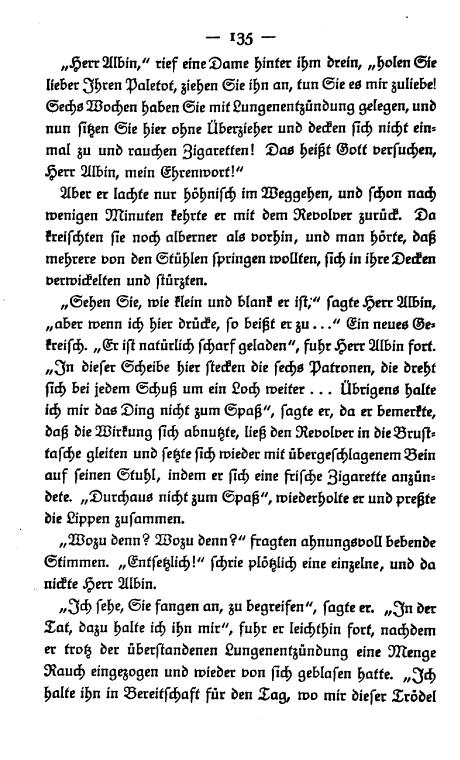 — 135 —
„Herr Albin,“ rief eine Dame hinter ihm drein, „holen Sie
lieber Ihren Paletot, ziehen Sie ihn an, tun Sie es mir zuliebe!
Sechs Wochen haben Sie mit Lungenentzündung gelegen, und
nun sitzen Sie hier ohne Überzieher und decken sich nicht ein-
mal zu und rauchen Zigaretten! Das heißt Gott versuchen,
Herr Albin, mein Ehrenwort!“
Aber er lachte nur höhnisch im Weggehen, und schon nach
wenigen Minuten kehrte er mit dem Revolver zurück. Da
kreischten sie noch alberner als vorhin, und man hörte, daß
mehrere von den Stühlen springen wollten, sich in ihre Decken
verwickelten und stürzten.
„Sehen Sie, wie klein und blank er ist,“ sagte Herr Albin,
„aber wenn ich hier drücke, so beißt er zu ...“ Ein neues Ge-
kreisch. „Er ist natürlich scharf geladen“, fuhr Herr Albin fort.
„In dieser Scheibe hier stecken die sechs Patronen, die dreht
sich bei jedem Schuß um ein Loch weiter ... Übrigens halte
ich mir das Ding nicht zum Spaß“, sagte er, da er bemerkte,
daß die Wirkung sich abnutzte, ließ den Revolver in die Brust-
tasche gleiten und setzte sich wieder mit übergeschlagenem Bein
auf seinen Stuhl, indem er sich eine frische Zigarette anzün-
dete. „Durchaus nicht zum Spaß“, wiederholte er und preßte
die Lippen zusammen.
„Wozu denn? Wozu denn?“ fragten ahnungsvoll bebende
Stimmen. „Entsetzlich!“ schrie plötzlich eine einzelne, und da
nickte Herr Albin.
„Ich sehe, Sie fangen an, zu begreifen“, sagte er. „In der
Tat, dazu halte ich ihn mir“, fuhr er leichthin fort, nachdem
er trotz der überstandenen Lungenentzündung eine Menge
Rauch eingezogen und wieder von sich geblasen hatte. „Ich
halte ihn in Bereitschaft für den Tag, wo mir dieser Trödel